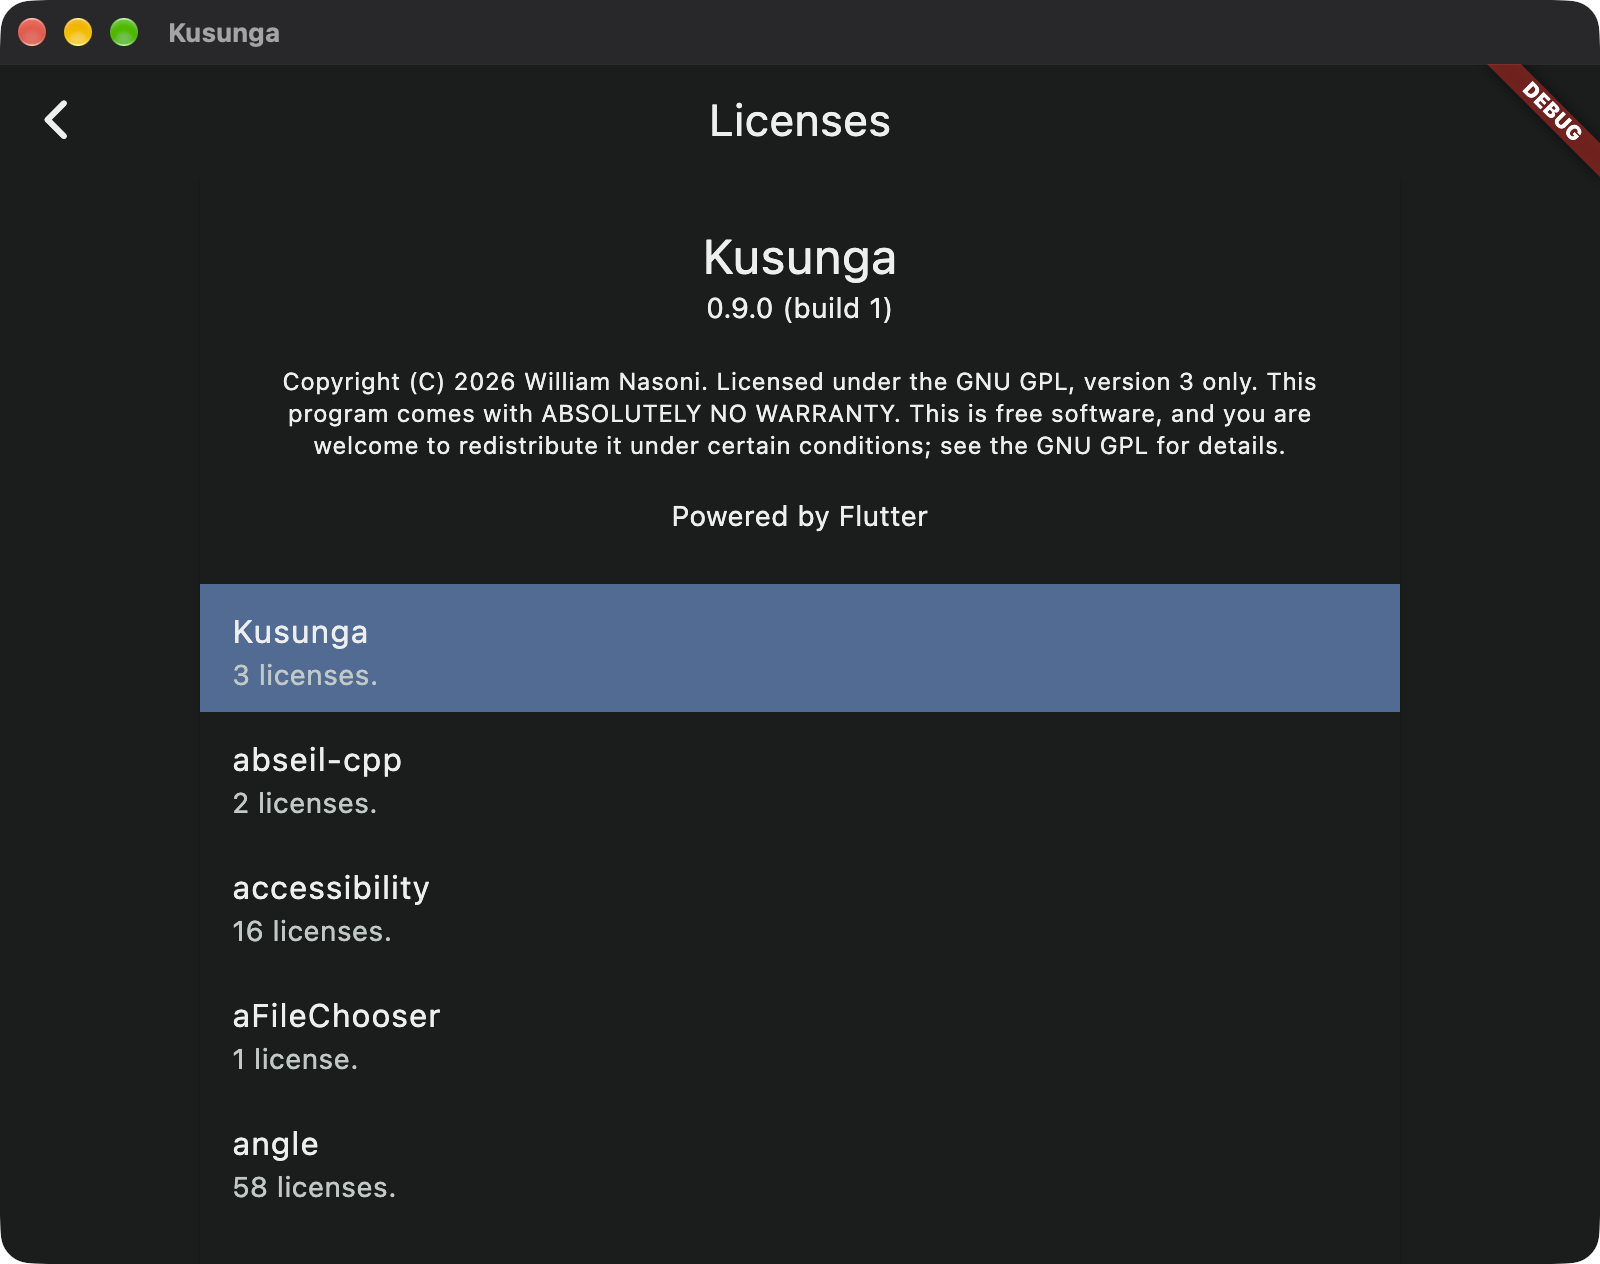 Kusunga
DEBUG
Licenses
Kusunga
0.9.0 (build 1)
Copyright (C) 2026 William Nasoni. Licensed under the GNU GPL, version 3 only. This
program comes with ABSOLUTELY NO WARRANTY. This is free software, and you are
welcome to redistribute it under certain conditions; see the GNU GPL for details.
Powered by Flutter
Kusunga
3 licenses.
abseil-cpp
2 licenses.
accessibility
16 licenses.
aFileChooser
1 license.
angle
58 licenses.